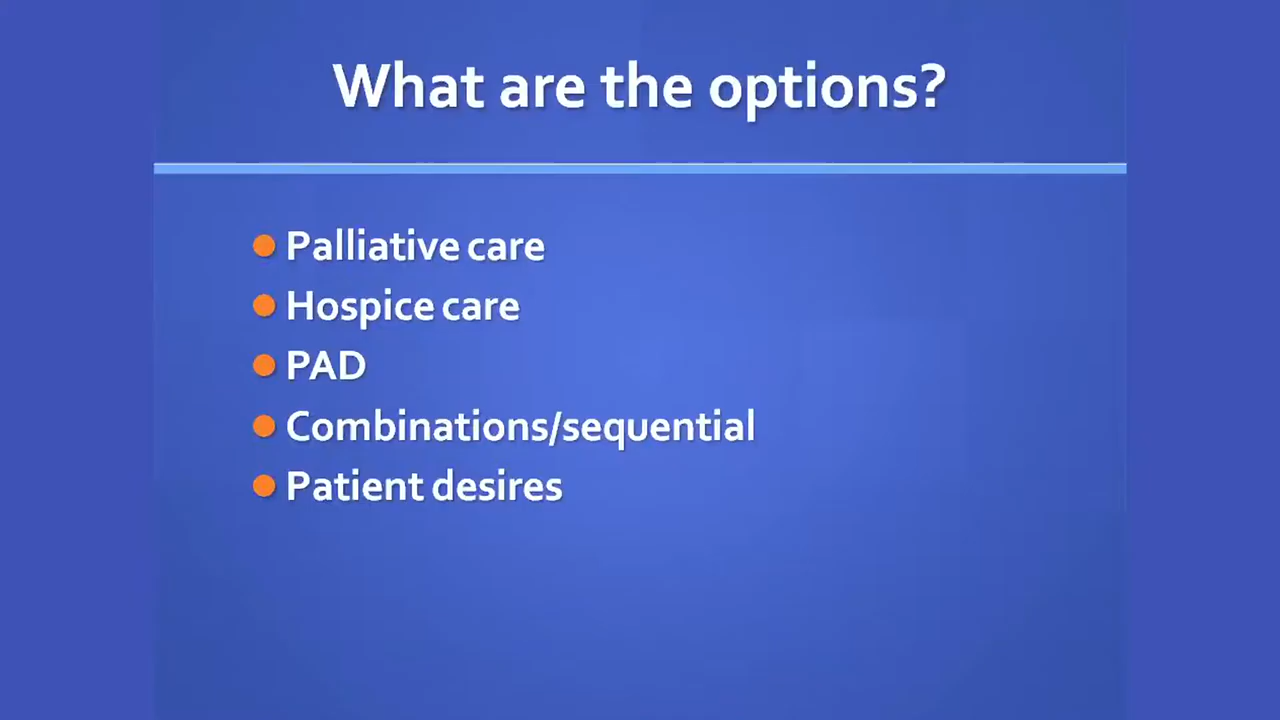 What are the options?
Palliative care
Hospice care
PAD
Combinations/sequential
Patient desires